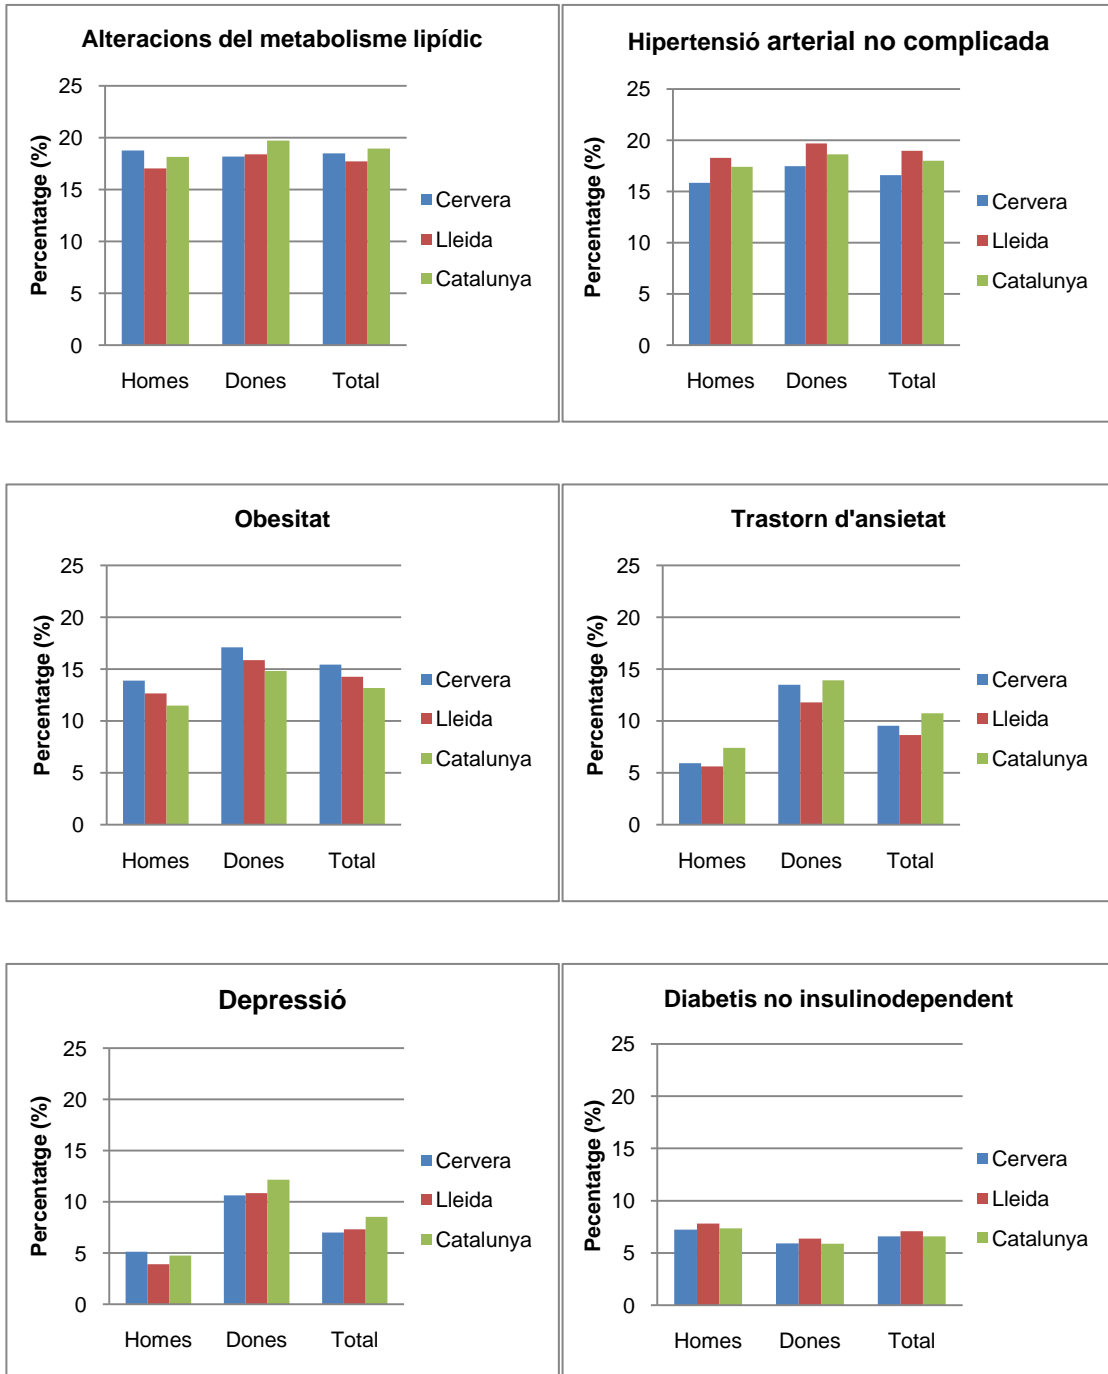 Alteracions del metabolisme lipídic
Percentatge (%)
25
20
15
10
5
0
Homes Dones Total
Cervera
Lleida
Catalunya
Hipertensió arterial no complicada
Percentatge (%)
25
20
15
10
5
0
Homes Dones Total
Cervera
Lleida
Catalunya
Obesitat
Percentatge (%)
25
20
15
10
5
0
Homes Dones Total
Cervera
Lleida
Catalunya
Trastorn d'ansietat
Percentatge (%)
25
20
15
10
5
0
Homes Dones Total
Cervera
Lleida
Catalunya
Depressió
Percentatge (%)
25
20
15
10
5
0
Homes Dones Total
Cervera
Lleida
Catalunya
Diabetis no insulinodependent
Pecentatge (%)
25
20
15
10
5
0
Homes Dones Total
Cervera
Lleida
Catalunya